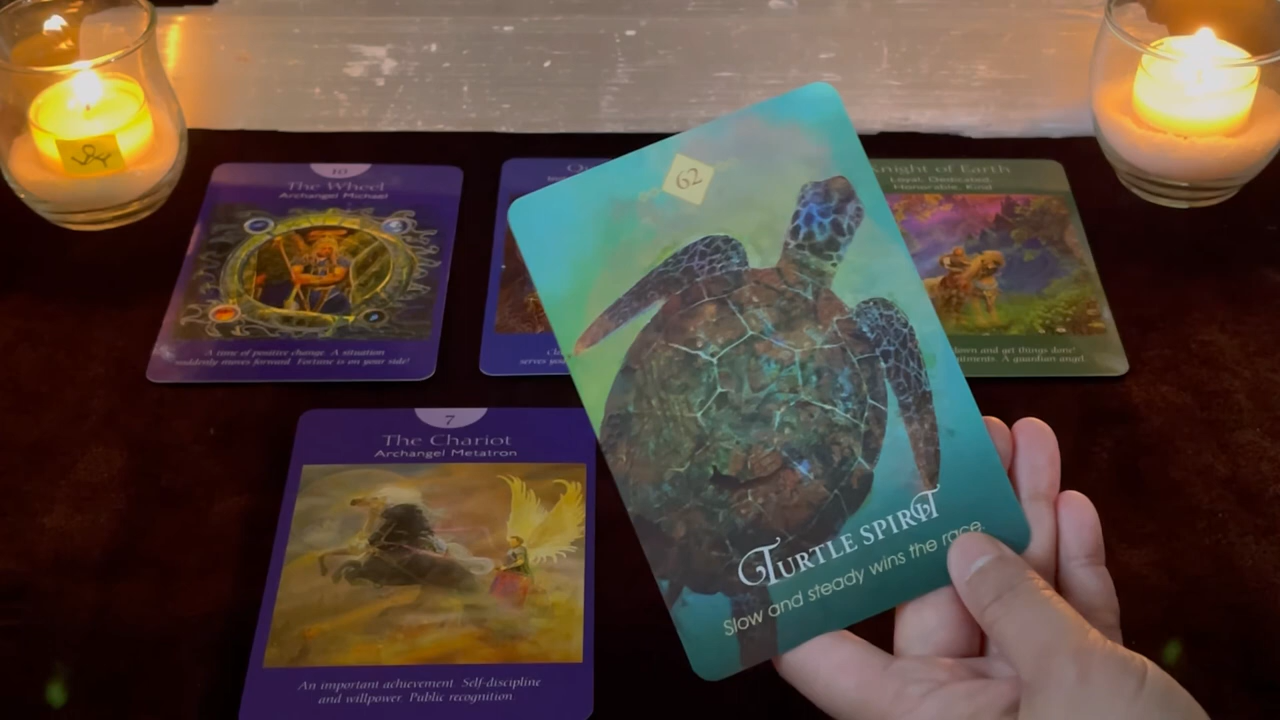 10
The Wheel
Archangel Michael
A time of positive change. A situation
suddenly moves forward. Fortune is on your side!
Knight of Earth
Loyal, Dedicated,
Honorable, Kind
down and get things done!
A guardian angel.
62
TURTLE SPIRIT
Slow and steady wins the race.
7
The Chariot
Archangel Metatron
An important achievement. Self-discipline
and willpower. Public recognition.